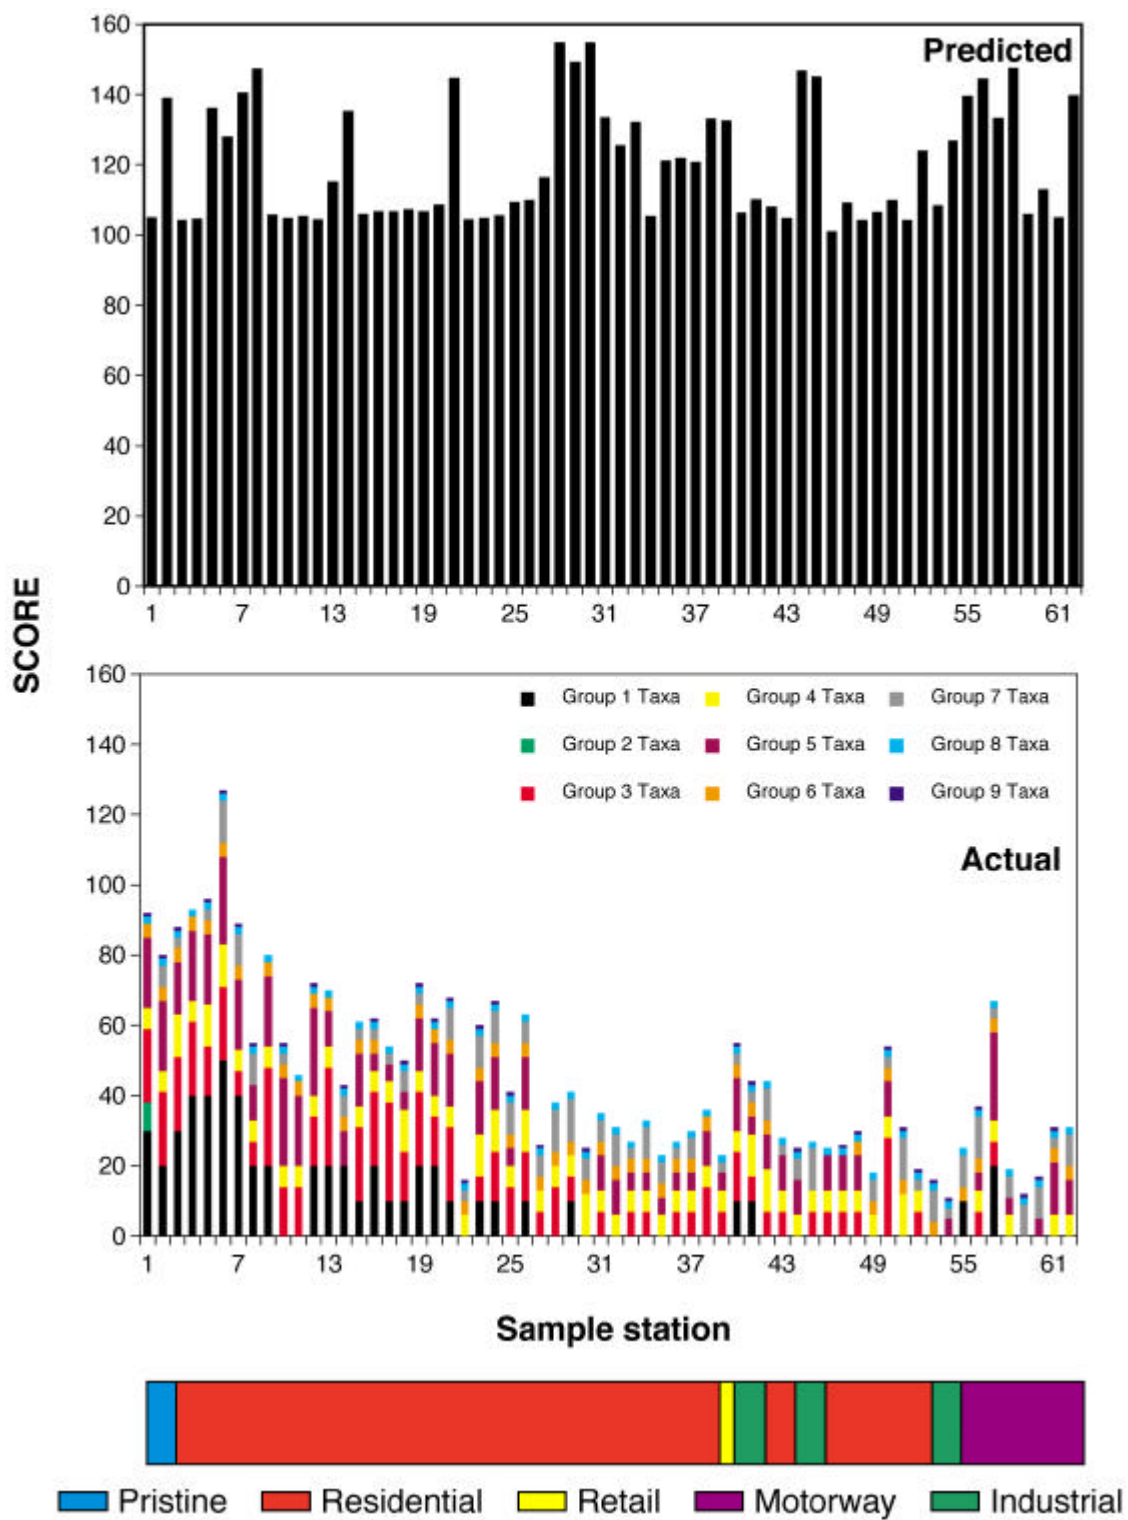 160
Predicted
140
120
100
80
60
40
20
0
1 7 13 19 25 31 37 43 49 55 61
SCORE
160
Group 1 Taxa Group 4 Taxa Group 7 Taxa
140
Group 2 Taxa Group 5 Taxa Group 8 Taxa
Group 3 Taxa Group 6 Taxa Group 9 Taxa
120
Actual
100
80
60
40
20
0
1 7 13 19 25 31 37 43 49 55 61
Sample station
Pristine Residential Retail Motorway Industrial